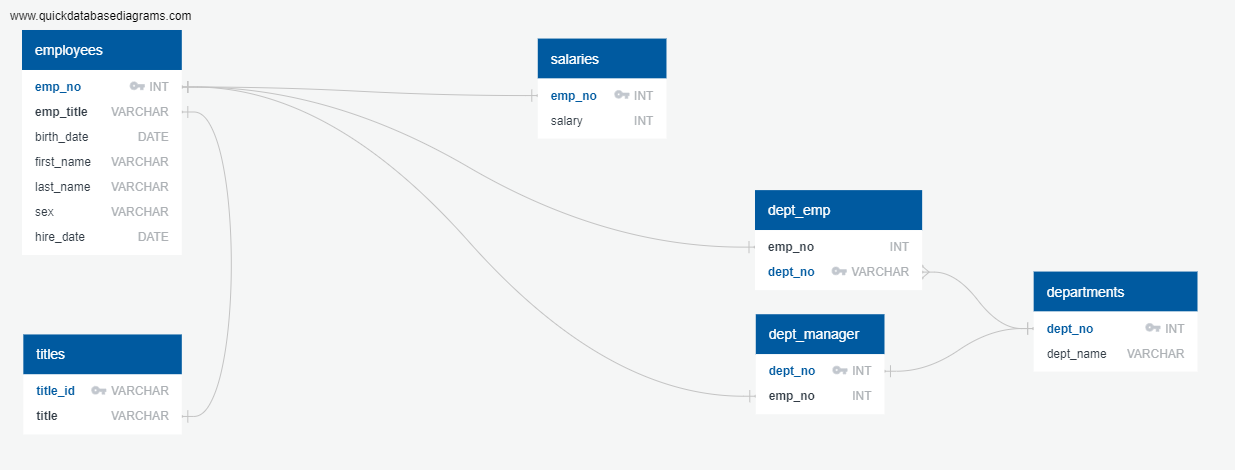 www.quickdatabasediagrams.com
employees
emp_no INT
emp_title VARCHAR
birth_date DATE
first_name VARCHAR
last_name VARCHAR
sex VARCHAR
hire_date DATE
salaries
emp_no INT
salary INT
dept_emp
emp_no INT
dept_no VARCHAR
departments
dept_no INT
dept_name VARCHAR
dept_manager
dept_no INT
emp_no INT
titles
title_id VARCHAR
title VARCHAR